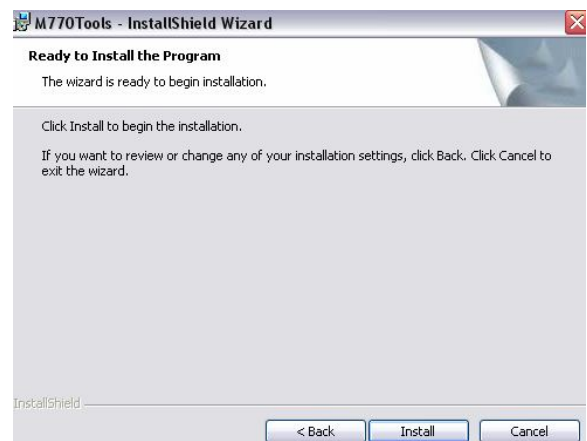 M770Tools - InstallShield Wizard
Ready to Install the Program
The wizard is ready to begin installation.
Click Install to begin the installation.
If you want to review or change any of your installation settings, click Back. Click Cancel to
exit the wizard.
InstallShield
< Back Install Cancel